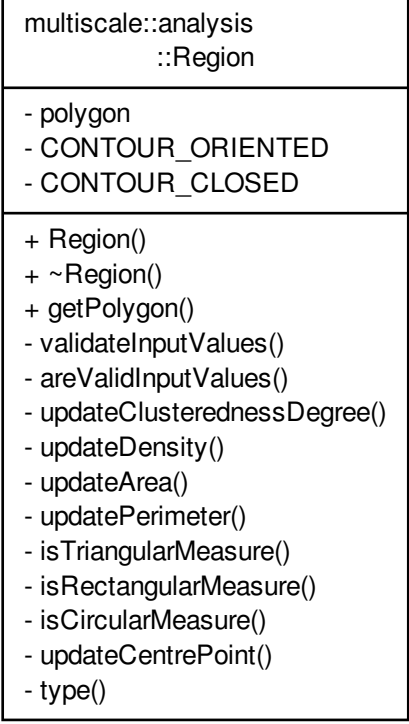 multiscale::analysis
::Region
- polygon
- CONTOUR_ORIENTED
- CONTOUR_CLOSED
+ Region()
+ ~Region()
+ getPolygon()
- validateInputValues()
- areValidInputValues()
- updateClusterednessDegree()
- updateDensity()
- updateArea()
- updatePerimeter()
- isTriangularMeasure()
- isRectangularMeasure()
- isCircularMeasure()
- updateCentrePoint()
- type()